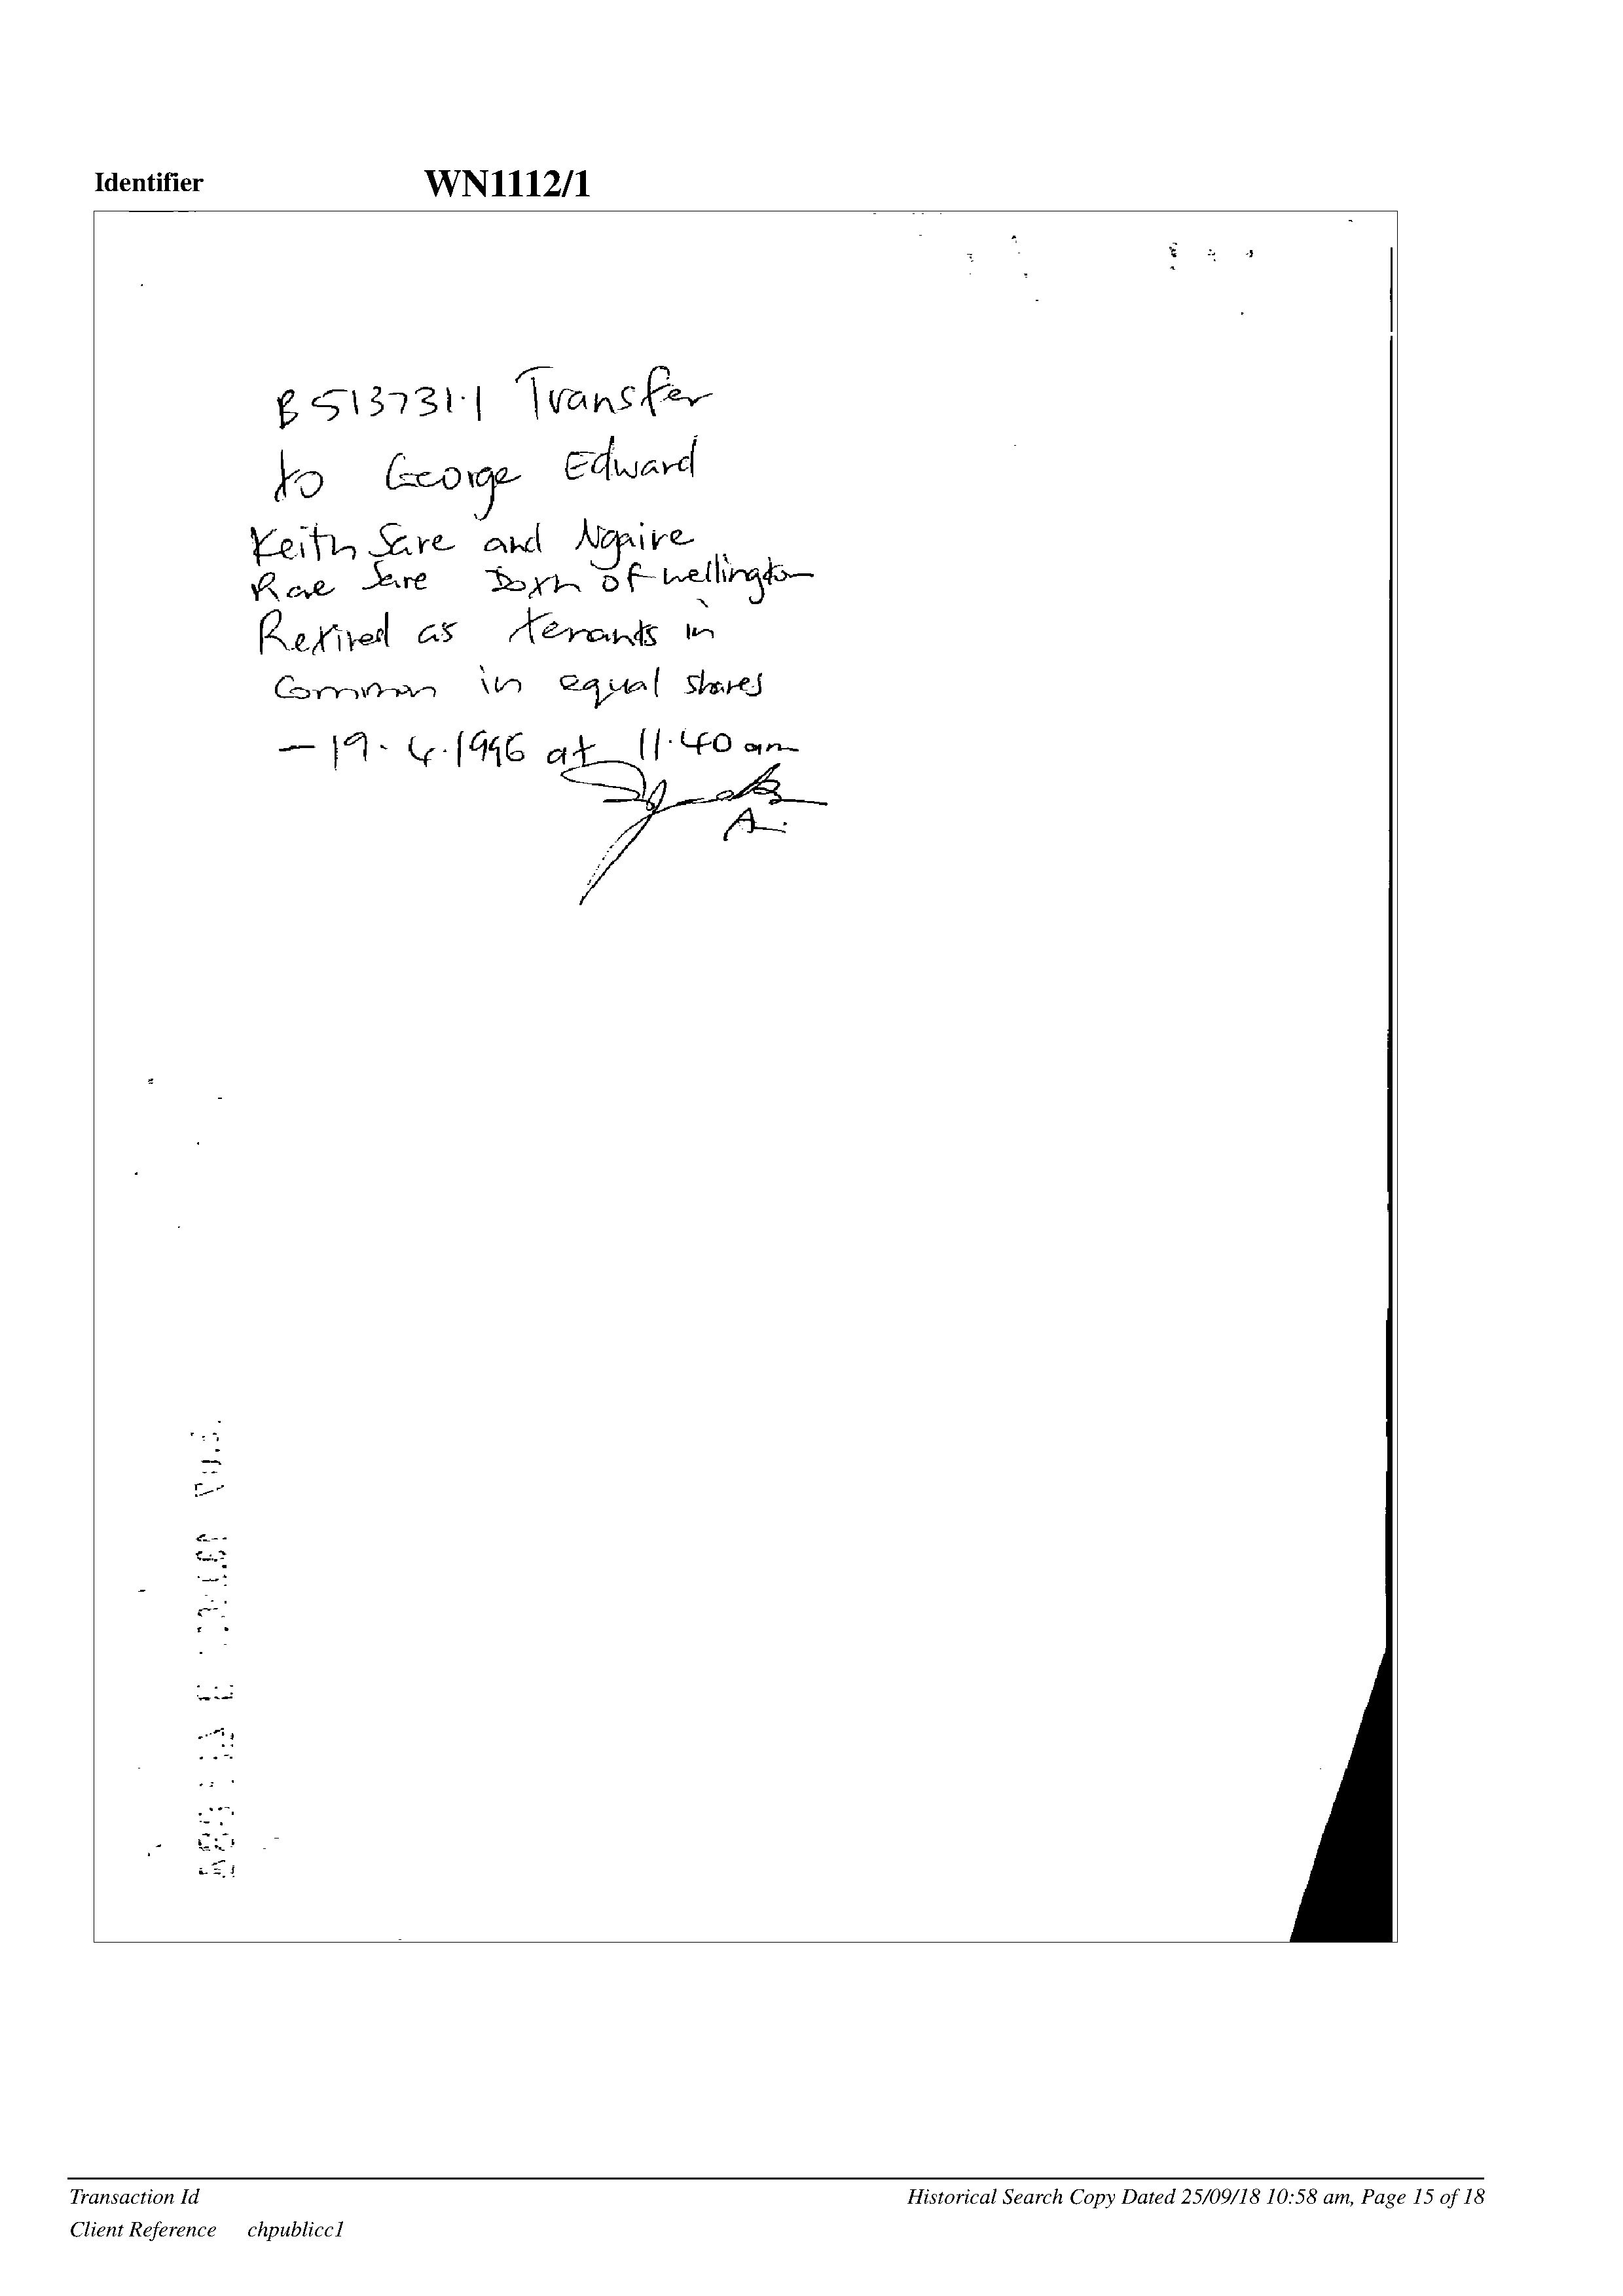 Identifier WN1112/1
B513731.1 Transfer
to George Edward
Keith Sare and Ngaire
Rae Sare Both of Wellington
Retired as tenants in
Common in equal shares
– 19.4.1996 at 11.40 am
A
Transaction Id
Historical Search Copy Dated 25/09/18 10:58 am, Page 15 of 18
Client Reference chpublicc1